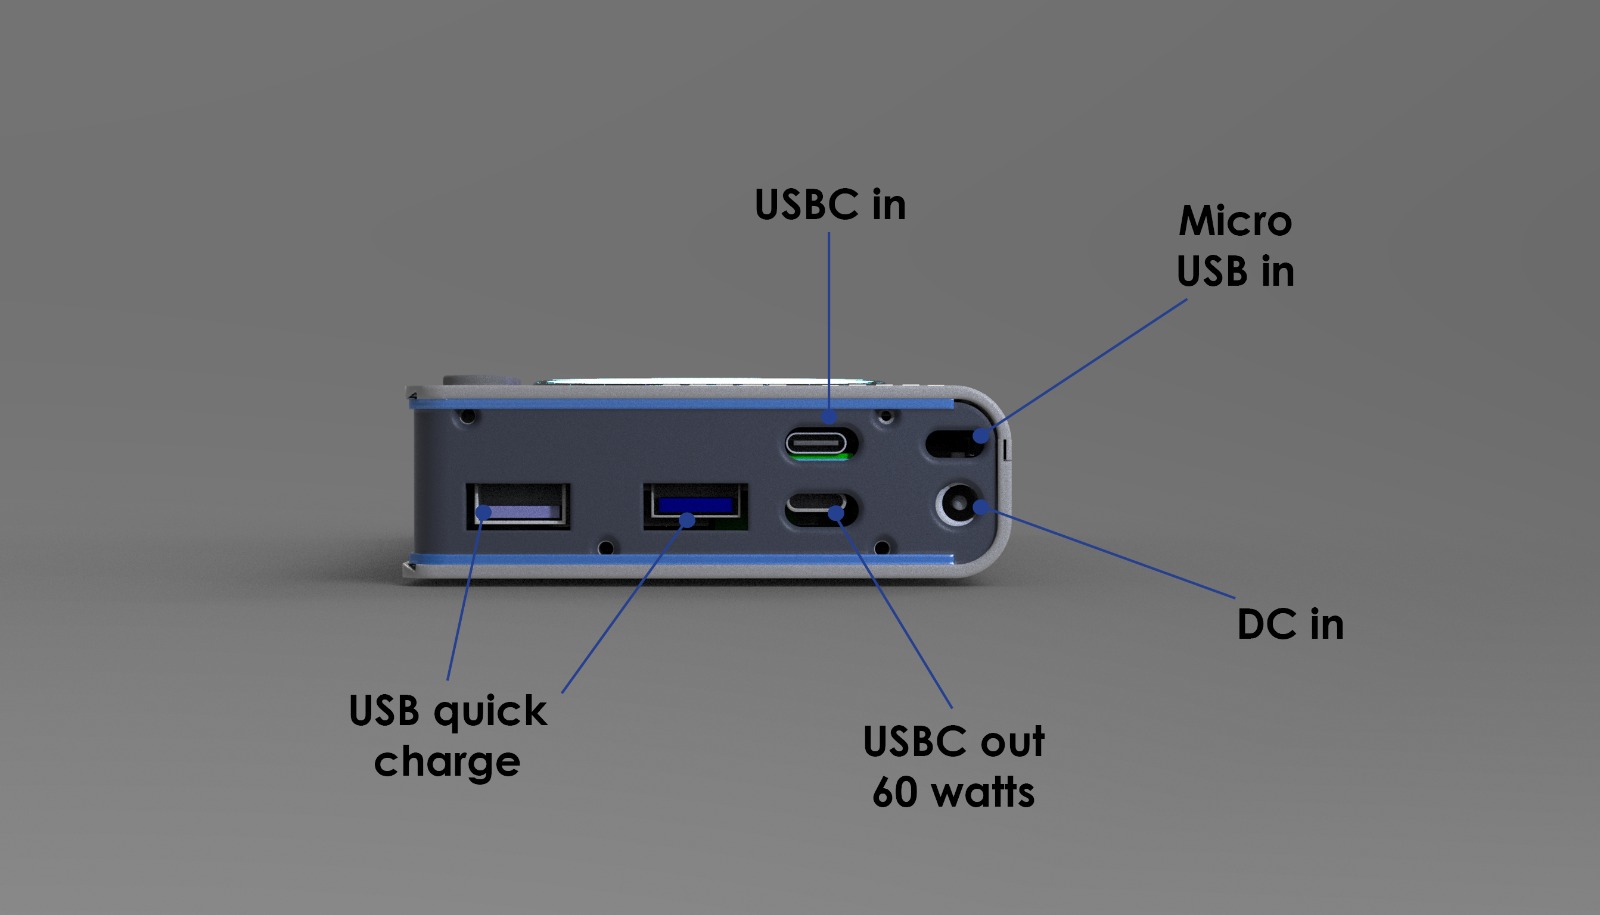 USBC in
Micro
USB in
DC in
USB quick
charge
USBC out
60 watts